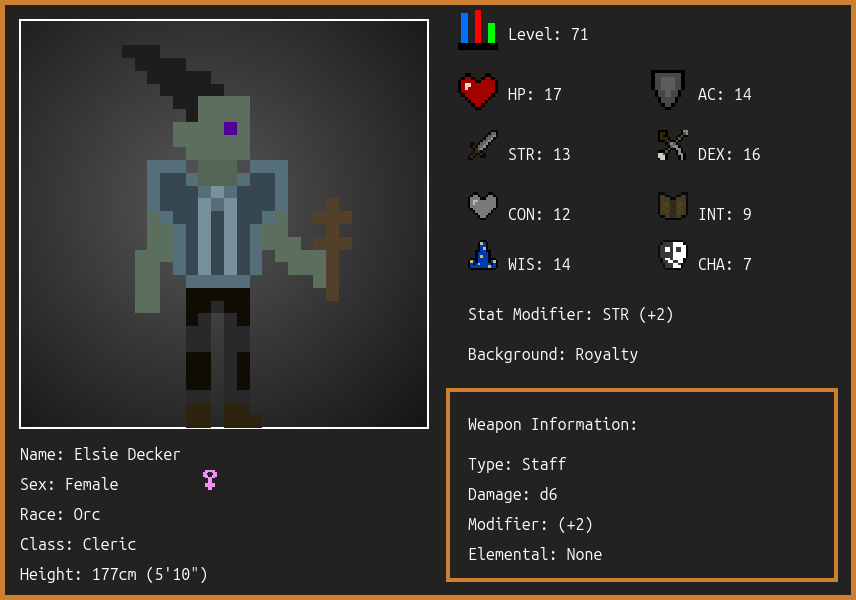 Level: 71
HP: 17
AC: 14
STR: 13
DEX: 16
CON: 12
INT: 9
WIS: 14
CHA: 7
Stat Modifier: STR (+2)
Background: Royalty
Weapon Information:
Type: Staff
Damage: d6
Modifier: (+2)
Elemental: None
Name: Elsie Decker
Sex: Female
Race: Orc
Class: Cleric
Height: 177cm (5'10")